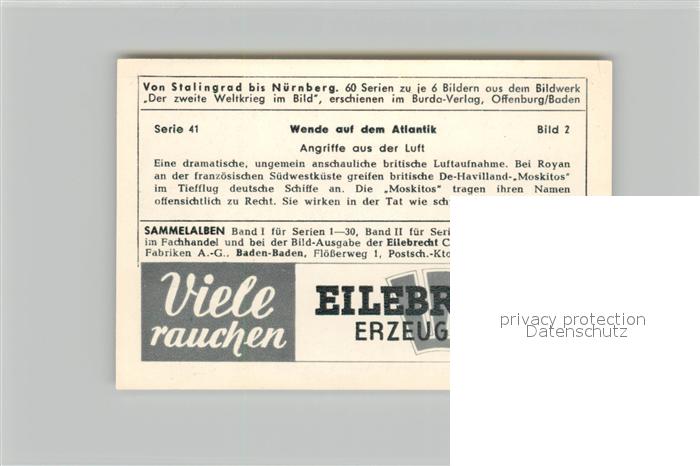 Von Stalingrad bis Nürnberg. 60 Serien zu je 6 Bildern aus dem Bildwerk
„Der zweite Weltkrieg im Bild", erschienen im Burda-Verlag, Offenburg/Baden
Serie 41 Wende auf dem Atlantik Bild 2
Angriffe aus der Luft
Eine dramatische, ungemein anschauliche britische Luftaufnahme. Bei Royan
an der französischen Südwestküste greifen britische De-Havilland-„Moskitos"
im Tiefflug deutsche Schiffe an. Die „Moskitos" tragen ihren Namen
offensichtlich zu Recht. Sie wirken in der Tat wie
SAMMELALBEN Band I für Serien 1—30, Band II für
im Fachhandel und bei der Bild-Ausgabe der Eilebrecht
Fabriken A.-G., Baden-Baden, Flößerweg 1, Postsch.-Kto
Viele
rauchen
EILEBR
ERZEUG
privacy protection
Datenschutz